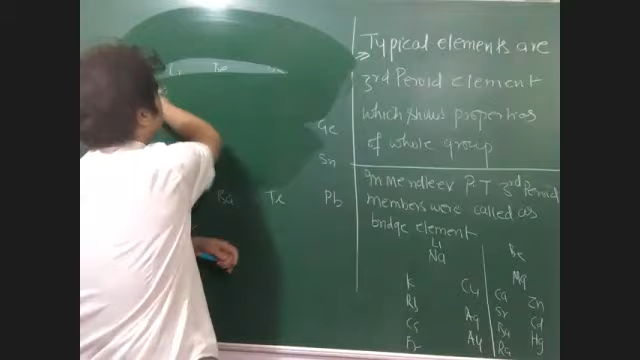 Typical elements are
3rd Peroid element
which shows properties
of whole group
In Mendleev P.T 3rd Peroid
members were called as
bridge element
Li
Na
K Cu
Rb Ag
Cs Au
Fr
Be
Mg
Ca Zn
Sr Cd
Ba Hg
Ra
Ge
Sn
Ba Pb